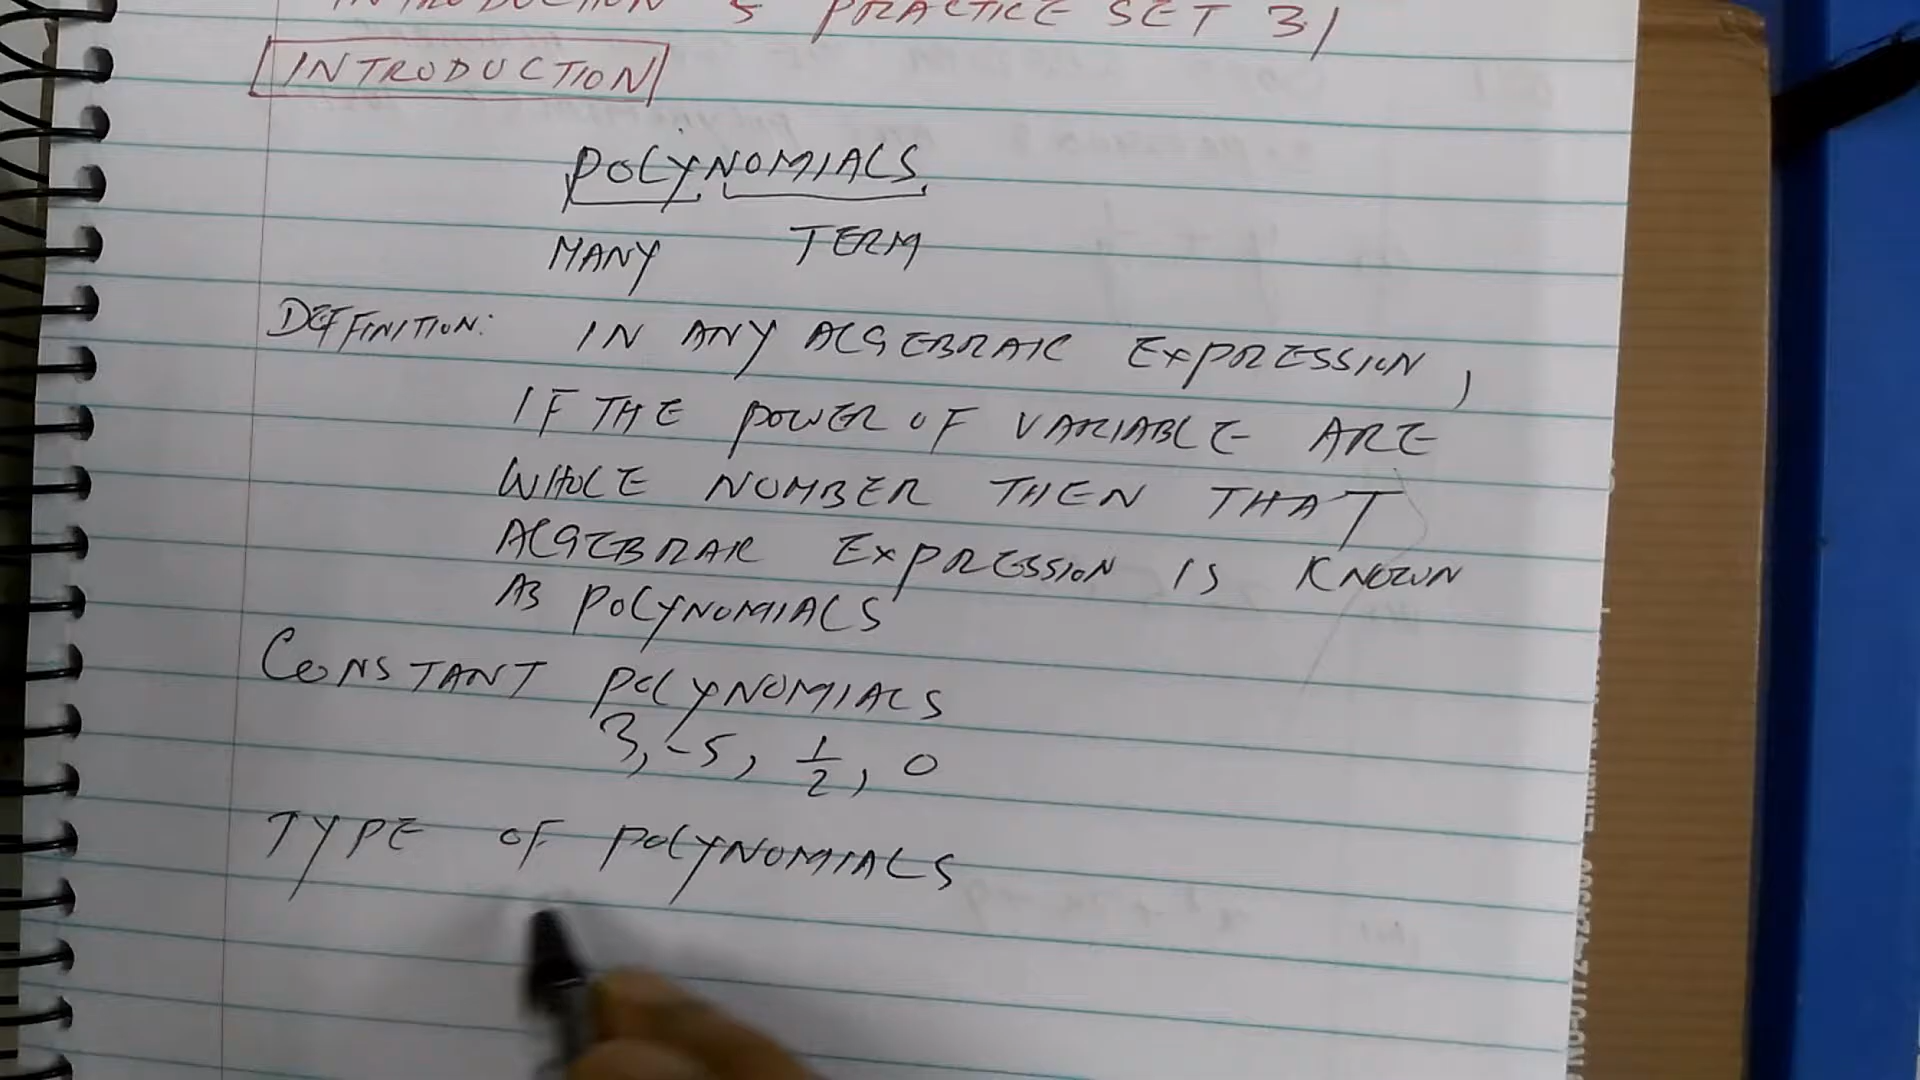 INTRODUCTION & PRACTICE SET 3)
INTRODUCTION
POLYNOMIALS
MANY TERM
DEFFINITION: IN ANY ALGEBRAIC EXPRESSION,
IF THE POWER OF VARIABLE ARE
WHOLE NUMBER THEN THAT
ALGEBRAIC EXPRESSION IS KNOWN
AS POLYNOMIALS
CONSTANT POLYNOMIALS
3, -5, 1/2, 0
TYPE OF POLYNOMIALS